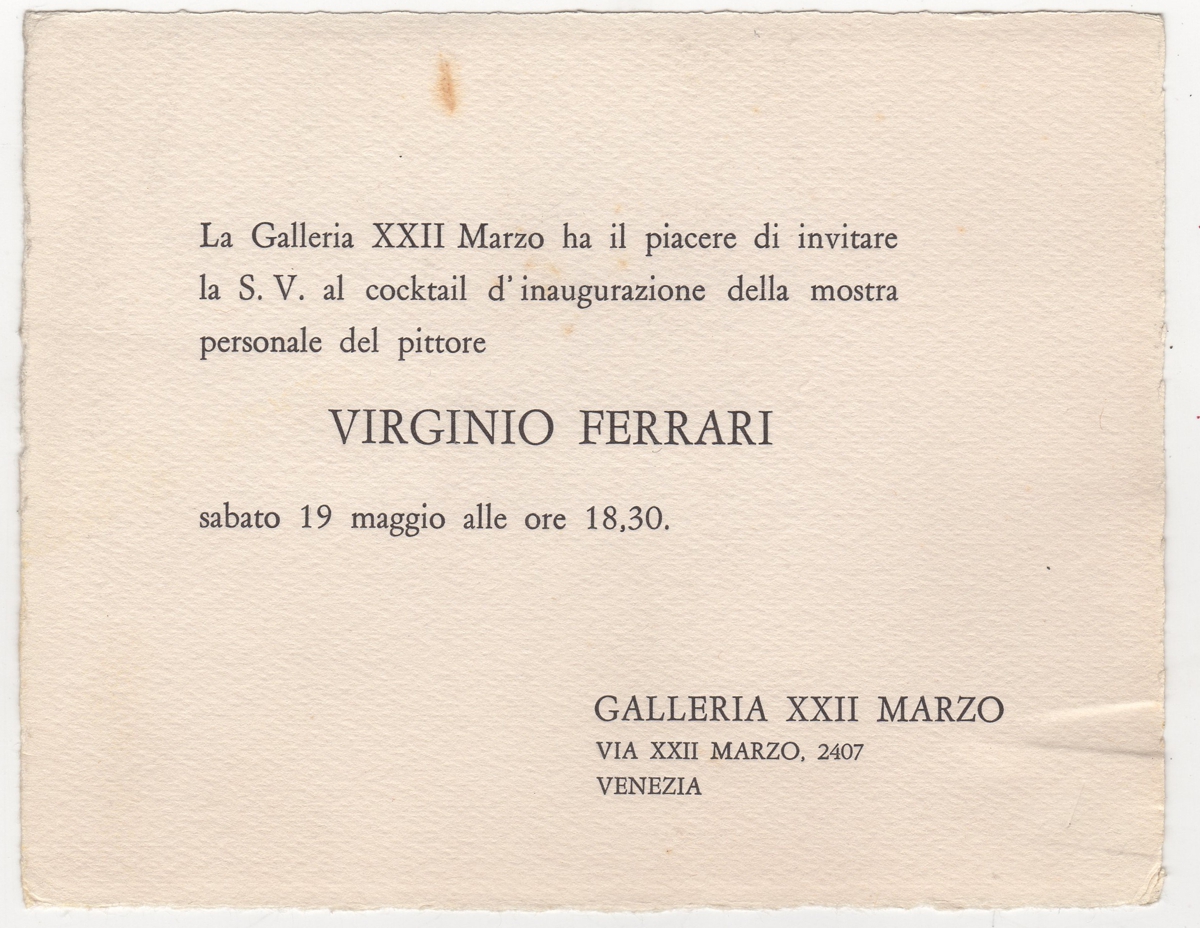 La Galleria XXII Marzo ha il piacere di invitare
la S. V. al cocktail d'inaugurazione della mostra
personale del pittore
VIRGINIO FERRARI
sabato 19 maggio alle ore 18,30.
GALLERIA XXII MARZO
VIA XXII MARZO, 2407
VENEZIA